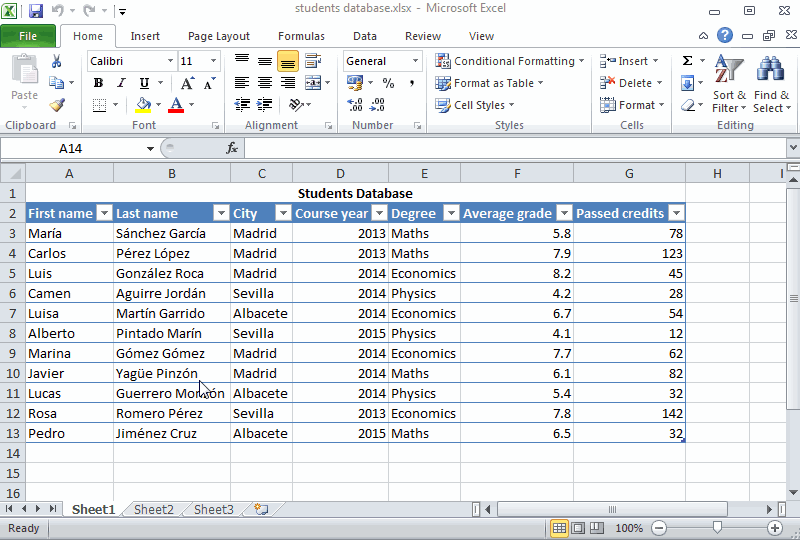 students database.xlsx - Microsoft Excel
File Home Insert Page Layout Formulas Data Review View
Calibri 11 General Conditional Formatting Σ Insert
Paste B I U A A % , Format as Table Delete Sort & Find &
A ←.0 .00 .00 →.0 Cell Styles Format Filter Select
Clipboard Font Alignment Number Styles Cells Editing
A14 fx
A B C D E F G H I
1 Students Database
2 First name Last name City Course year Degree Average grade Passed credits
3 María Sánchez García Madrid 2013 Maths 5.8 78
4 Carlos Pérez López Madrid 2013 Maths 7.9 123
5 Luis González Roca Madrid 2014 Economics 8.2 45
6 Camen Aguirre Jordán Sevilla 2014 Physics 4.2 28
7 Luisa Martín Garrido Albacete 2014 Economics 6.7 54
8 Alberto Pintado Marín Sevilla 2015 Physics 4.1 12
9 Marina Gómez Gómez Madrid 2014 Economics 7.7 62
10 Javier Yagüe Pinzón Madrid 2014 Maths 6.1 82
11 Lucas Guerrero Albacete 2014 Physics 5.4 32
12 Rosa Romero Pérez Sevilla 2013 Economics 7.8 142
13 Pedro Jiménez Cruz Albacete 2015 Maths 6.5 32
14
15
16
Sheet1 Sheet2 Sheet3
Ready 100%